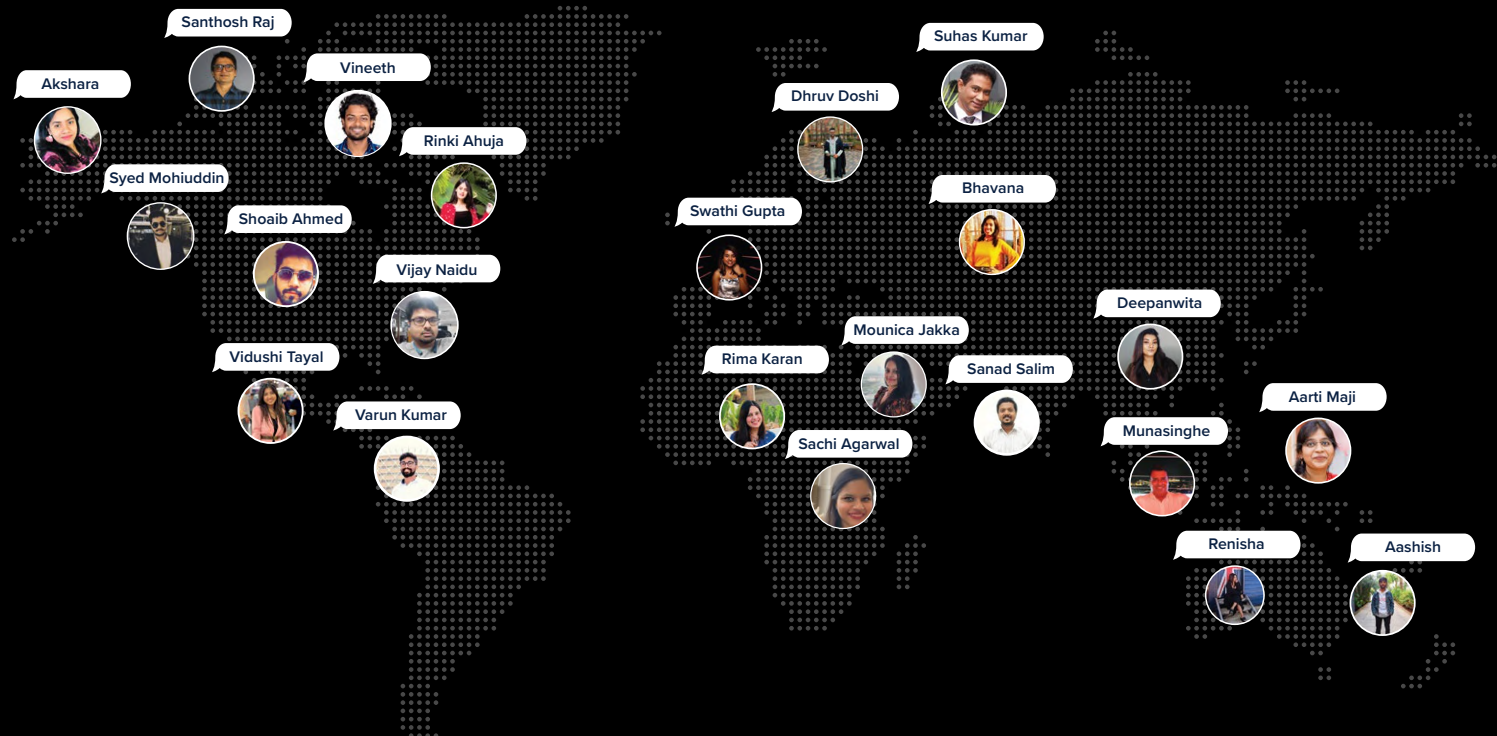 Santhosh Raj
Suhas Kumar
Vineeth
Akshara
Dhruv Doshi
Rinki Ahuja
Syed Mohiuddin
Bhavana
Swathi Gupta
Shoaib Ahmed
Vijay Naidu
Deepanwita
Mounica Jakka
Vidushi Tayal
Rima Karan
Sanad Salim
Aarti Maji
Varun Kumar
Munasinghe
Sachi Agarwal
Renisha
Aashish